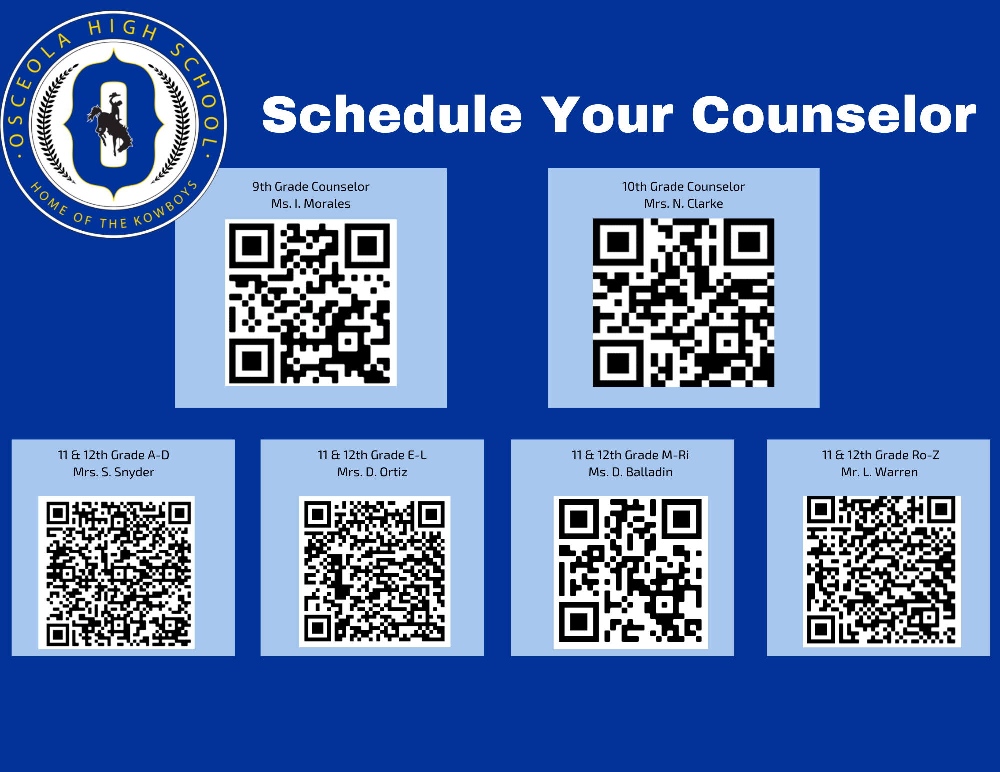 OSCEOLA HIGH SCHOOL
HOME OF THE KOWBOYS
Schedule Your Counselor
9th Grade Counselor
Ms. I. Morales
10th Grade Counselor
Mrs. N. Clarke
11 & 12th Grade A-D
Mrs. S. Snyder
11 & 12th Grade E-L
Mrs. D. Ortiz
11 & 12th Grade M-Ri
Ms. D. Balladin
11 & 12th Grade Ro-Z
Mr. L. Warren